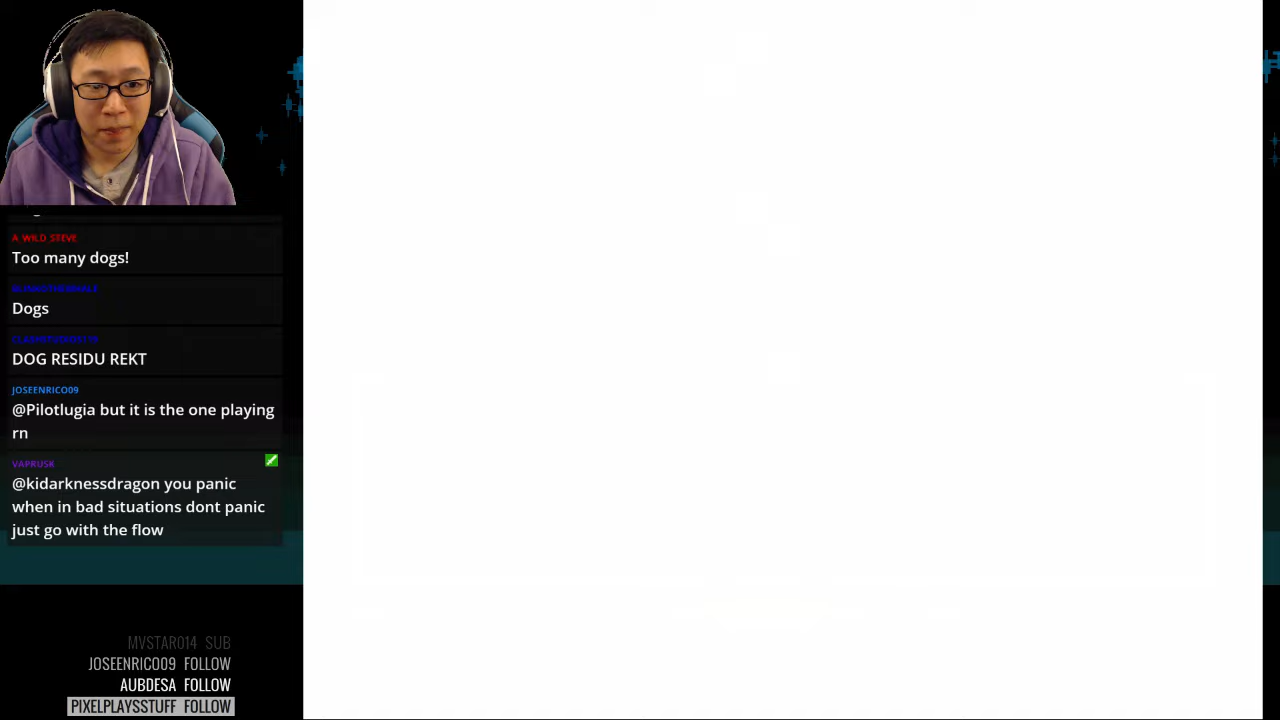 A WILD STEVE
Too many dogs!
Dogs
DOG RESIDU REKT
JOSEENRICO09
@Pilotlugia but it is the one playing
rn
VAPRUSK
@kidarknessdragon you panic
when in bad situations dont panic
just go with the flow
MVSTAR014 SUB
JOSEENRICO09 FOLLOW
AUBDESA FOLLOW
PIXELPLAYSSTUFF FOLLOW